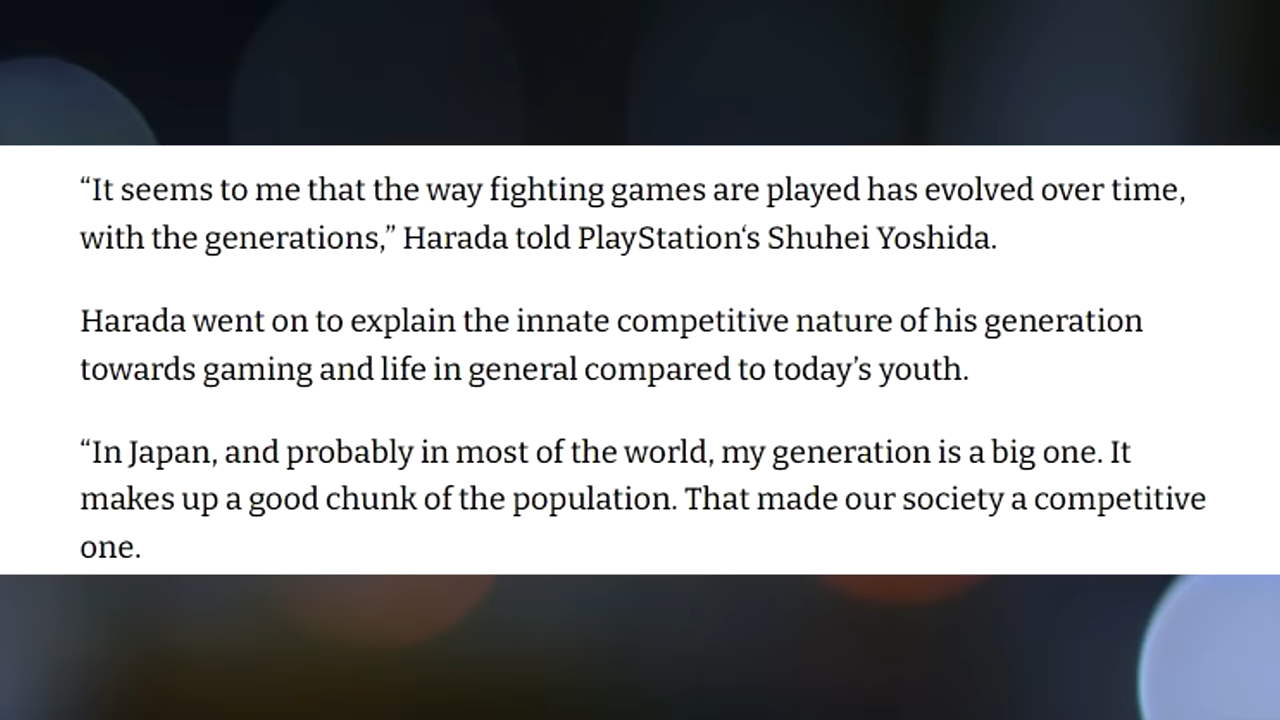 “It seems to me that the way fighting games are played has evolved over time,
with the generations,” Harada told PlayStation‘s Shuhei Yoshida.
Harada went on to explain the innate competitive nature of his generation
towards gaming and life in general compared to today’s youth.
“In Japan, and probably in most of the world, my generation is a big one. It
makes up a good chunk of the population. That made our society a competitive
one.